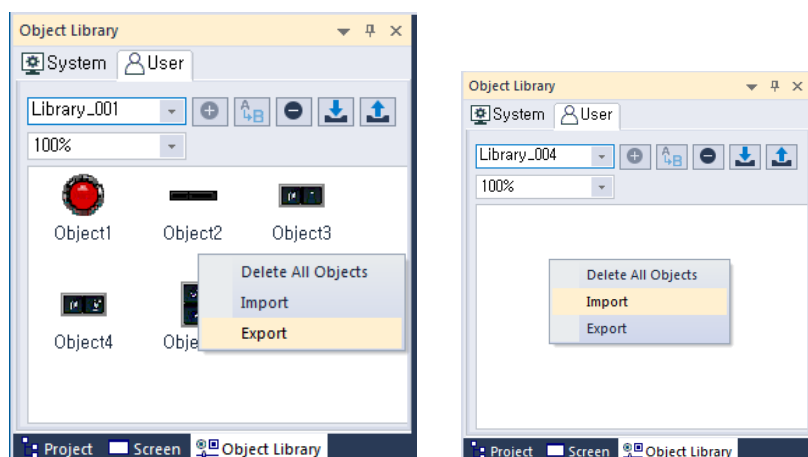 Object Library
System User
Library_001
A B
100%
Object1 Object2 Object3
Delete All Objects
Import
Export
Object4 Obje
Project Screen Object Library
Object Library
System User
Library_004
A B
100%
Delete All Objects
Import
Export
Project Screen Object Library